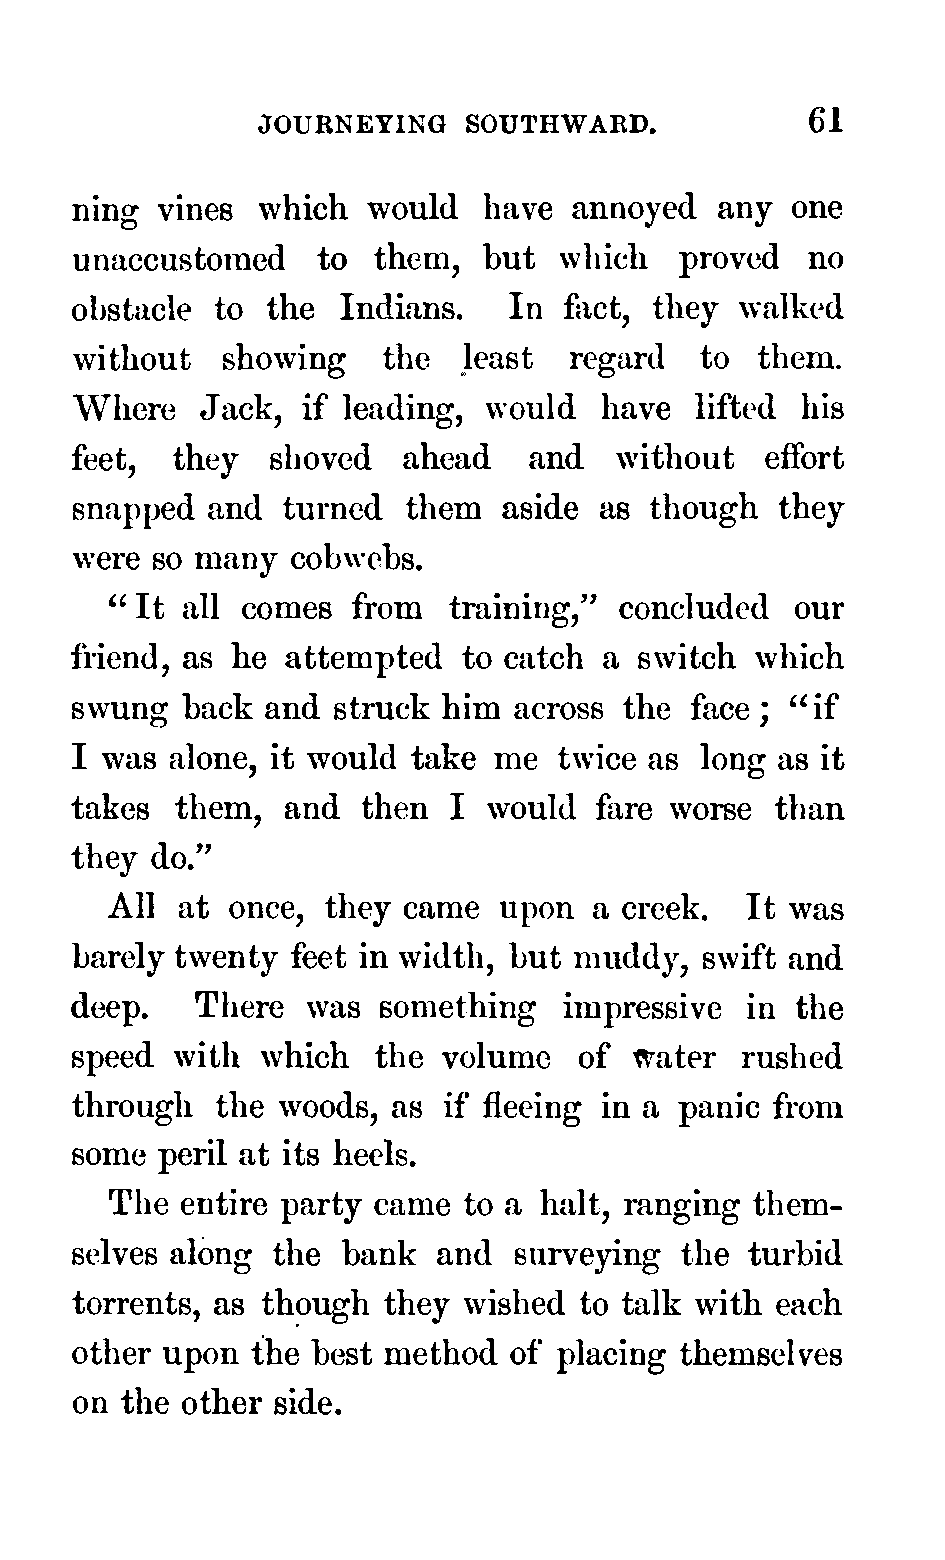 JOURNEYING SOUTHWARD. 61
ning vines which would have annoyed any one
unaccustomed to them, but which proved no
obstacle to the Indians. In fact, they walked
without showing the least regard to them.
Where Jack, if leading, would have lifted his
feet, they shoved ahead and without effort
snapped and turned them aside as though they
were so many cobwebs.
“It all comes from training,” concluded our
friend, as he attempted to catch a switch which
swung back and struck him across the face; “if
I was alone, it would take me twice as long as it
takes them, and then I would fare worse than
they do.”
All at once, they came upon a creek. It was
barely twenty feet in width, but muddy, swift and
deep. There was something impressive in the
speed with which the volume of water rushed
through the woods, as if fleeing in a panic from
some peril at its heels.
The entire party came to a halt, ranging them-
selves along the bank and surveying the turbid
torrents, as though they wished to talk with each
other upon the best method of placing themselves
on the other side.